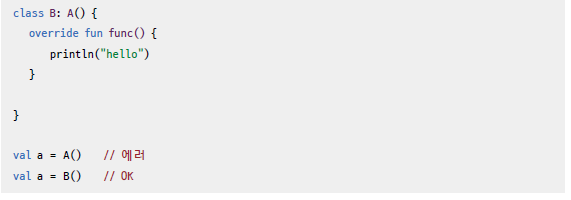 class B: A() {
override fun func() {
println("hello")
}
}
val a = A() // 에러
val a = B() // OK